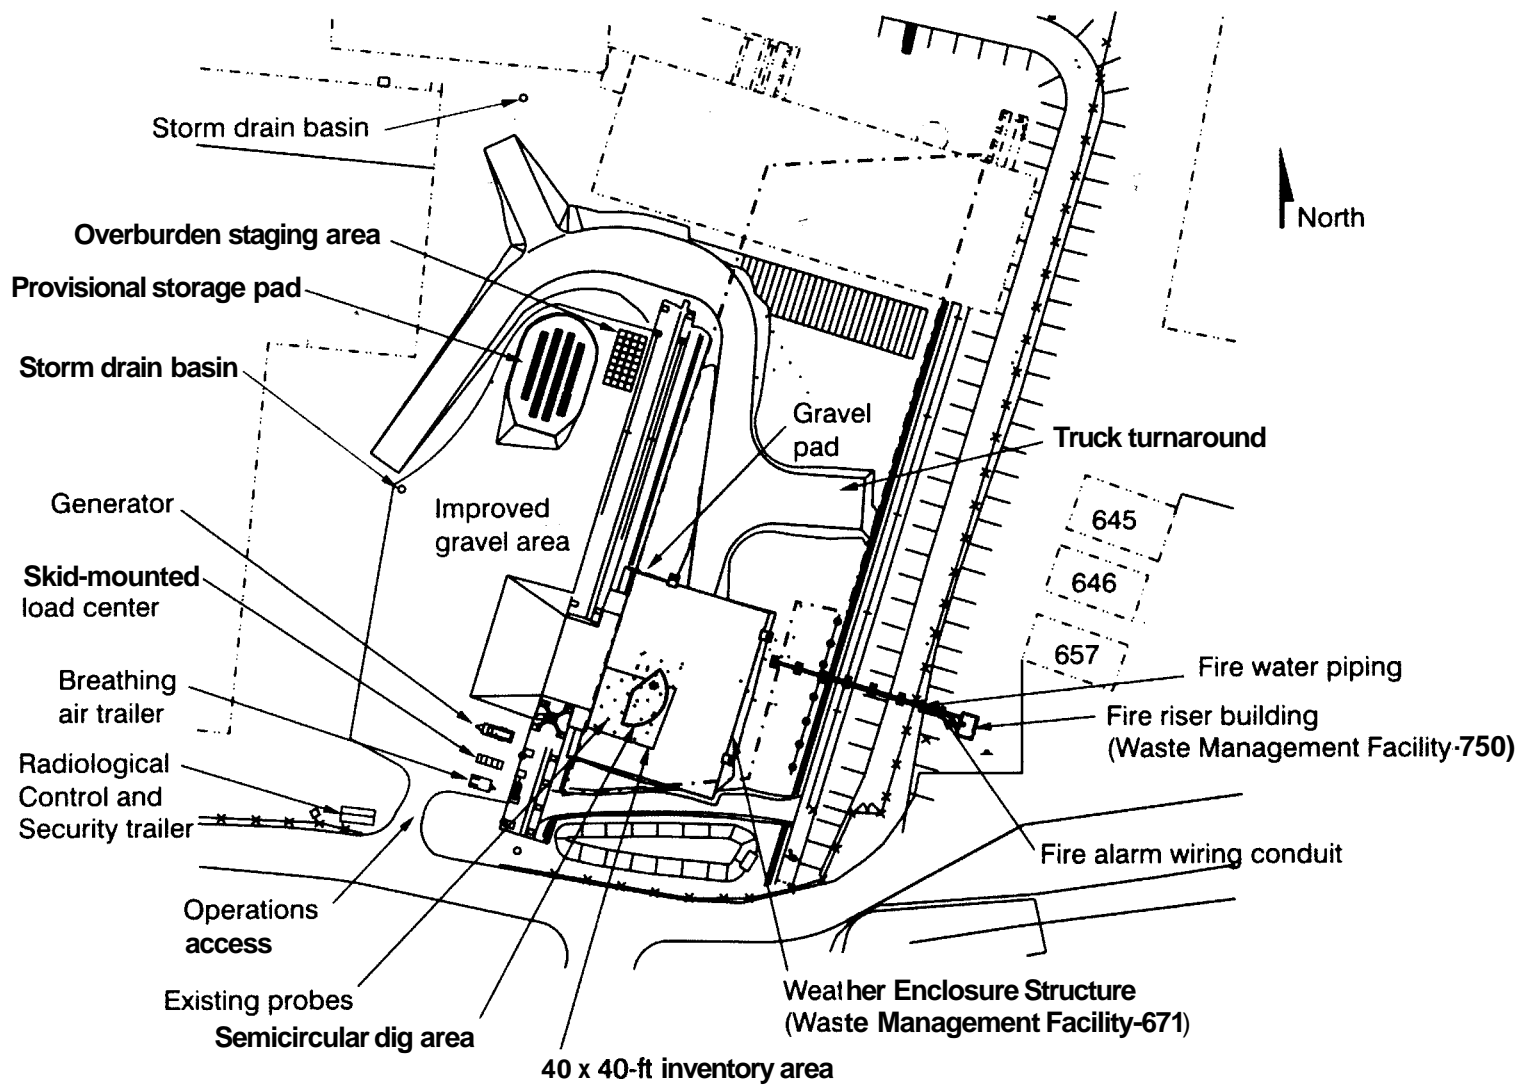 Storm drain basin
North
Overburden staging area
Provisional storage pad
Storm drain basin
Gravel
pad
Truck turnaround
Generator
Improved
gravel area
645
Skid-mounted
load center
646
657
Breathing
air trailer
Fire water piping
Fire riser building
(Waste Management Facility-750)
Radiological
Control and
Security trailer
Fire alarm wiring conduit
Operations
access
Existing probes
Semicircular dig area
Weather Enclosure Structure
(Waste Management Facility-671)
40 x 40-ft inventory area